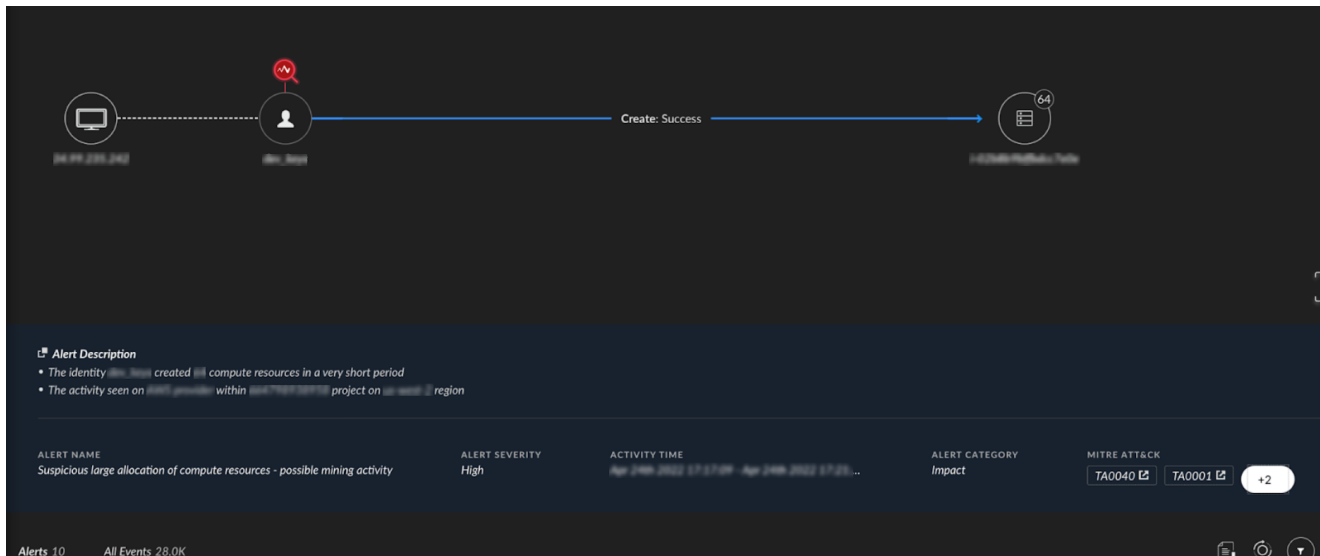 64
Create: Success
Alert Description
• The identity created compute resources in a very short period
• The activity seen on within project on region
ALERT NAME
Suspicious large allocation of compute resources - possible mining activity
ALERT SEVERITY
High
ACTIVITY TIME
...
ALERT CATEGORY
Impact
MITRE ATT&CK
TA0040 TA0001 +2
Alerts 10 All Events 28.0K